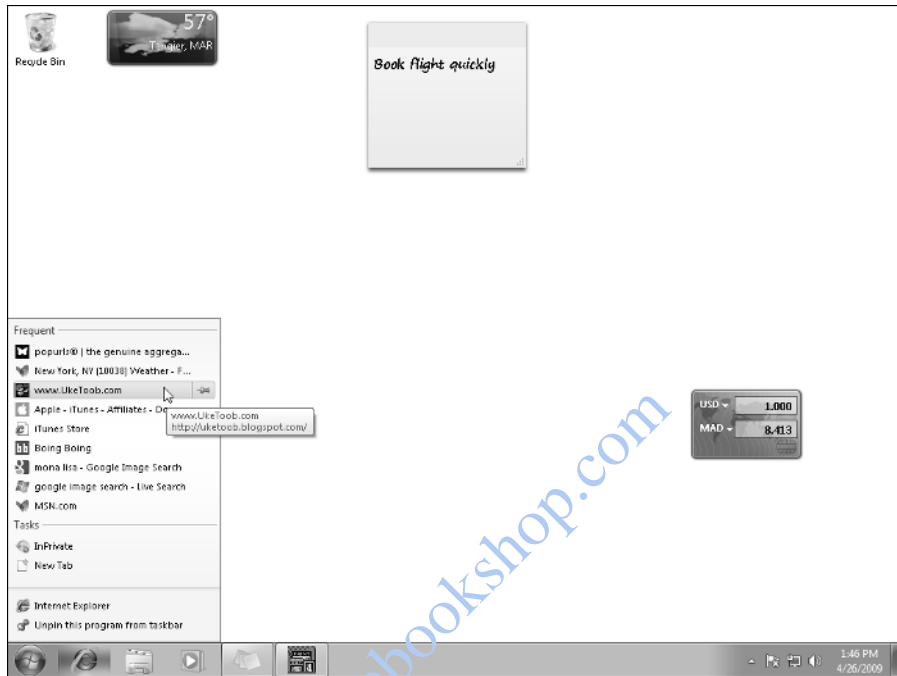 57°
Tangier, MAR
Recycle Bin
Book flight quickly
Frequent
popurls® | the genuine aggrega...
New York, NY (10038) Weather - F...
www.UkeToob.com
Apple - iTunes - Affiliates - Do
www.UkeToob.com
http://uketoob.blogspot.com/
iTunes Store
Boing Boing
mona lisa - Google Image Search
google image search - Live Search
MSN.com
Tasks
InPrivate
New Tab
Internet Explorer
Unpin this program from taskbar
USD 1.000
MAD 8.413
ebookshop.com
1:46 PM
4/26/2009